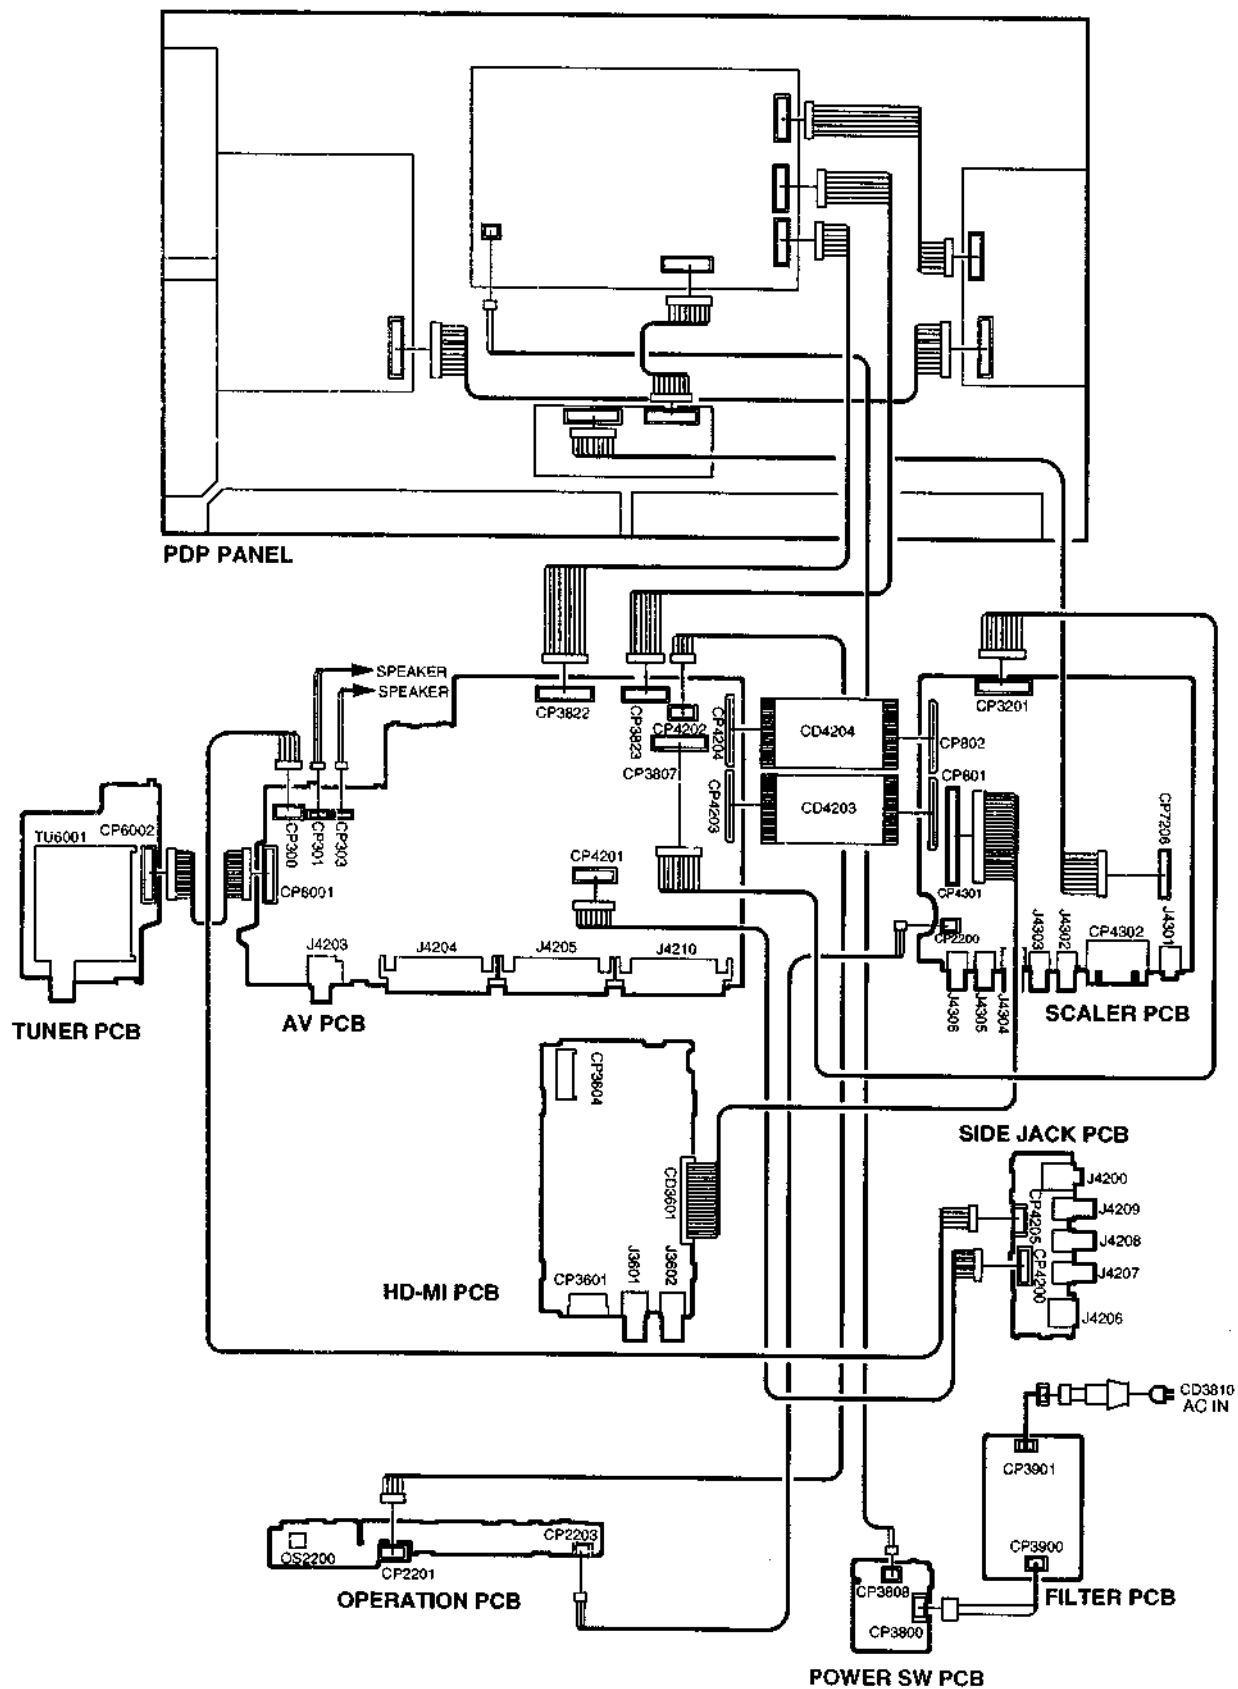 PDP PANEL
SPEAKER
SPEAKER
CP3822
CP3823
CP4202
CP3807
CP4204
CP4203
CD4204
CD4203
CP802
CP801
CP3201
CP7206
CP4301
CP2200
J4303
J4302
CP4302
J4301
J4306
J4305
J4304
SCALER PCB
TU6001
CP6002
CP300
CP301
CP303
CP6001
CP4201
J4203
J4204
J4205
J4210
TUNER PCB
AV PCB
CP3604
CD3601
J3601
J3602
CP3601
HD-MI PCB
SIDE JACK PCB
J4200
CP4205
J4209
J4208
CP4200
J4207
J4206
CD3810
AC IN
CP3901
CP3900
FILTER PCB
OS2200
CP2201
CP2203
OPERATION PCB
CP3808
CP3800
POWER SW PCB